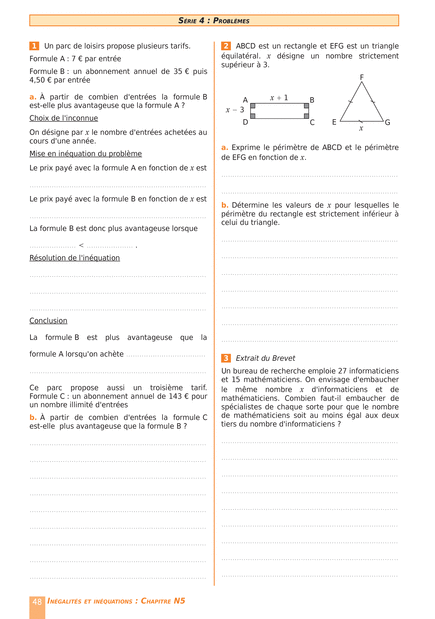 SÉRIE 4 : PROBLÈMES
1 Un parc de loisirs propose plusieurs tarifs.
Formule A : 7 € par entrée
Formule B : un abonnement annuel de 35 € puis
4,50 € par entrée
a. À partir de combien d'entrées la formule B
est-elle plus avantageuse que la formule A ?
Choix de l'inconnue
On désigne par x le nombre d'entrées achetées au
cours d'une année.
Mise en inéquation du problème
Le prix payé avec la formule A en fonction de x est
Le prix payé avec la formule B en fonction de x est
La formule B est donc plus avantageuse lorsque
.................... < .................... .
Résolution de l'inéquation
Conclusion
La formule B est plus avantageuse que la
formule A lorsqu'on achète ..................................
Ce parc propose aussi un troisième tarif.
Formule C : un abonnement annuel de 143 € pour
un nombre illimité d'entrées
b. À partir de combien d'entrées la formule C
est-elle plus avantageuse que la formule B ?
2 ABCD est un rectangle et EFG est un triangle
équilatéral. x désigne un nombre strictement
supérieur à 3.
F
A x + 1 B
x − 3
D C E G
x
a. Exprime le périmètre de ABCD et le périmètre
de EFG en fonction de x.
b. Détermine les valeurs de x pour lesquelles le
périmètre du rectangle est strictement inférieur à
celui du triangle.
3 Extrait du Brevet
Un bureau de recherche emploie 27 informaticiens
et 15 mathématiciens. On envisage d'embaucher
le même nombre x d'informaticiens et de
mathématiciens. Combien faut-il embaucher de
spécialistes de chaque sorte pour que le nombre
de mathématiciens soit au moins égal aux deux
tiers du nombre d'informaticiens ?
48 INÉGALITÉS ET INÉQUATIONS : CHAPITRE N5